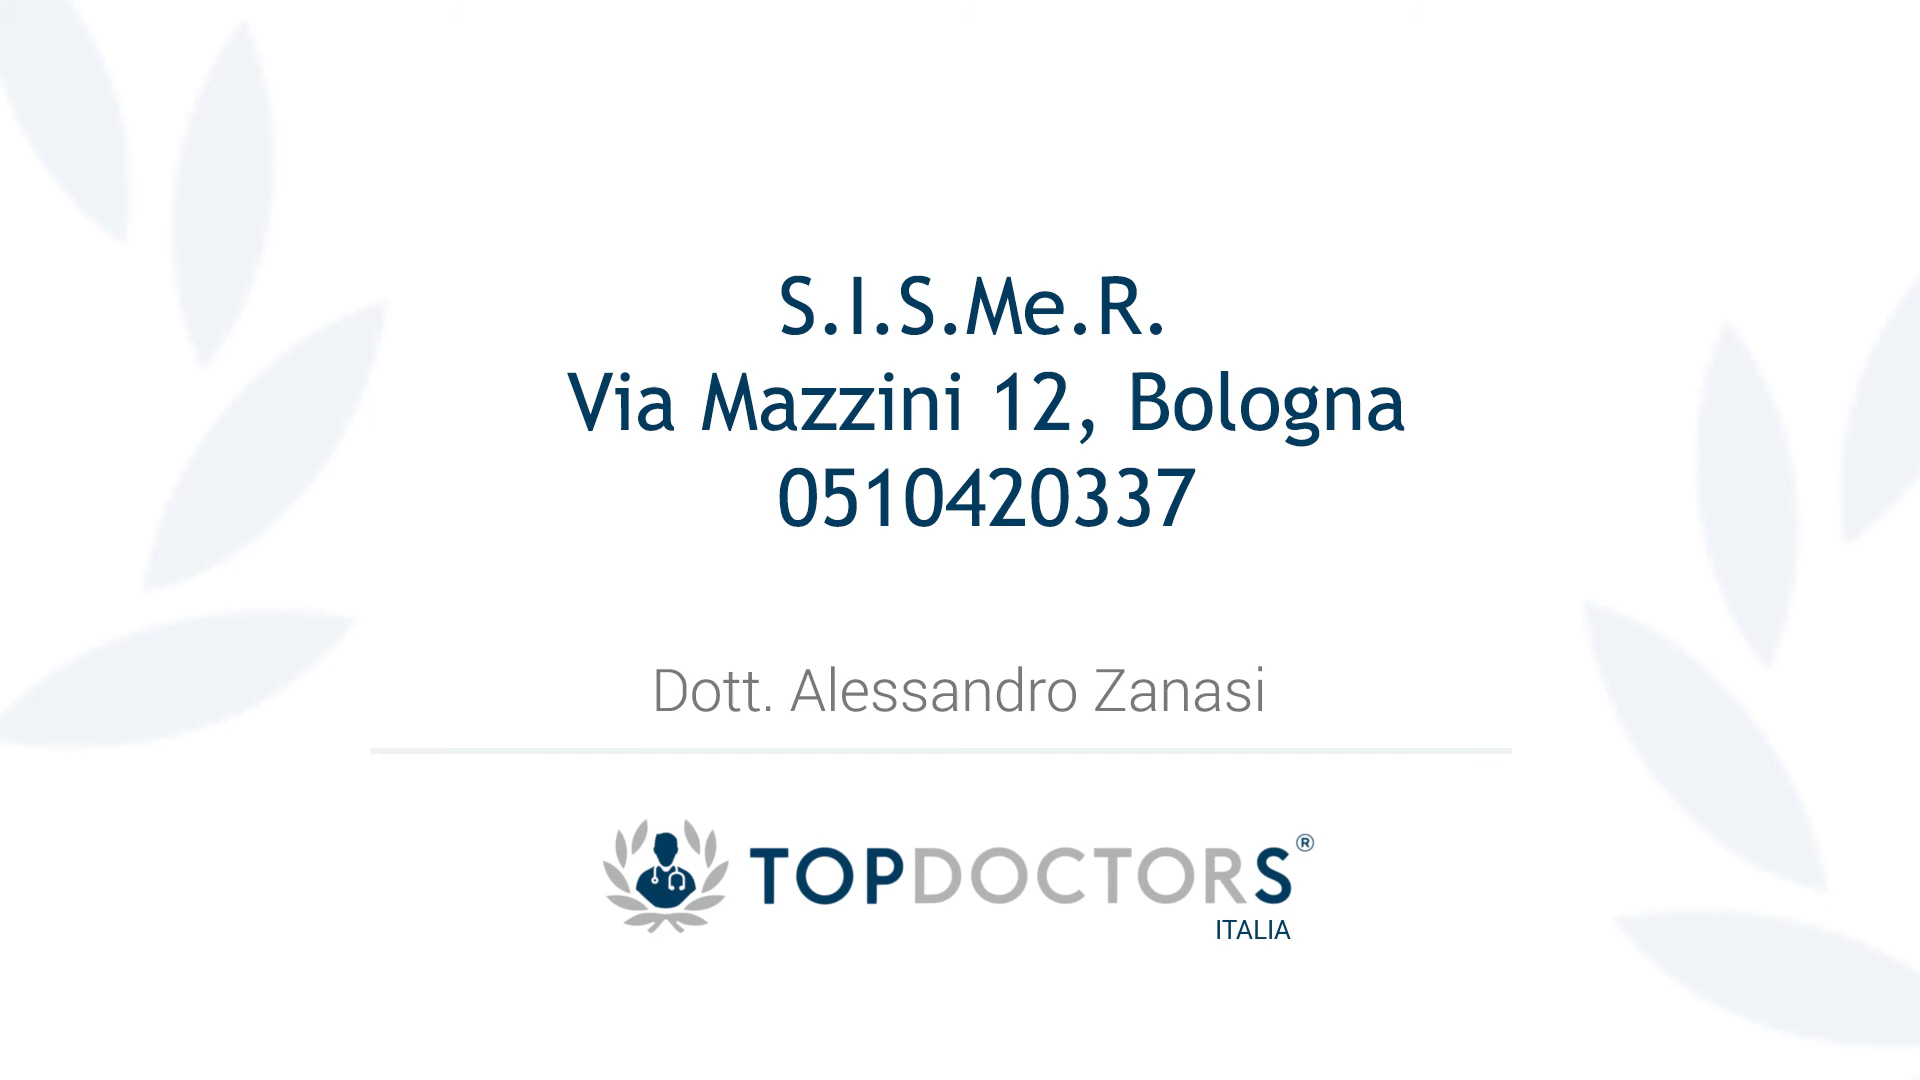 S.I.S.Me.R.
Via Mazzini 12, Bologna
0510420337
Dott. Alessandro Zanasi
TOPDOCTORS®
ITALIA